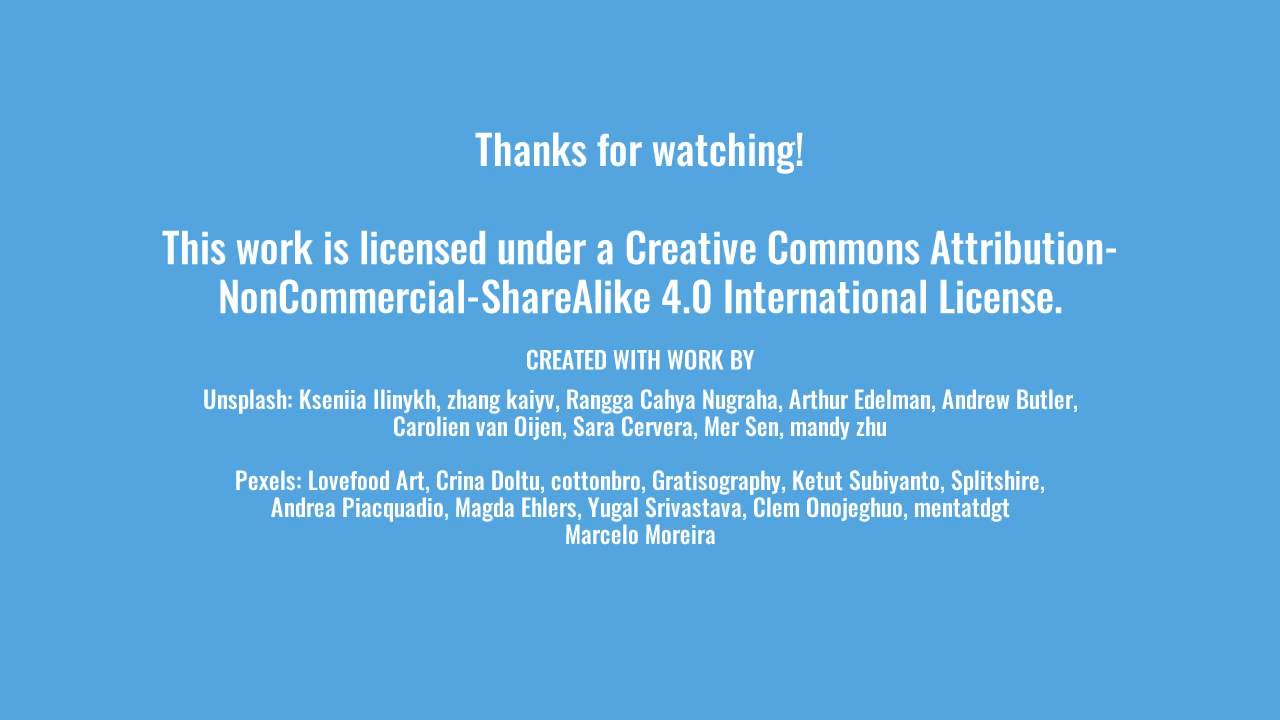 Thanks for watching!
This work is licensed under a Creative Commons Attribution-
NonCommercial-ShareAlike 4.0 International License.
CREATED WITH WORK BY
Unsplash: Kseniia Ilinykh, zhang kaiyv, Rangga Cahya Nugraha, Arthur Edelman, Andrew Butler,
Carolien van Oijen, Sara Cervera, Mer Sen, mandy zhu
Pexels: Lovefood Art, Crina Doltu, cottonbro, Gratisography, Ketut Subiyanto, Splitshire,
Andrea Piacquadio, Magda Ehlers, Yugal Srivastava, Clem Onojeghuo, mentatdgt
Marcelo Moreira